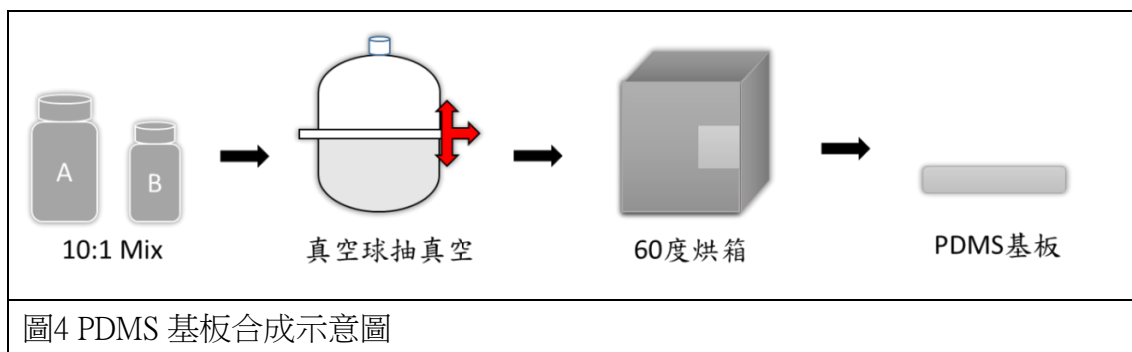 A
B
10:1 Mix
真空球抽真空
60度烘箱
PDMS基板
圖4 PDMS 基板合成示意圖